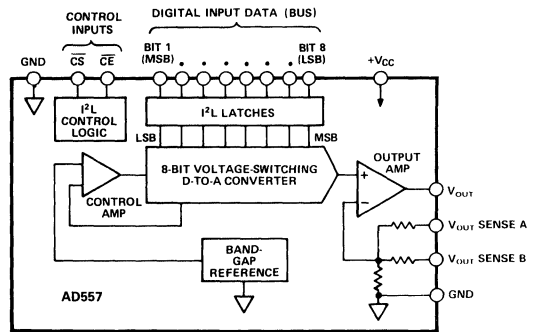 CONTROL INPUTS
DIGITAL INPUT DATA (BUS)
GND
CS
CE
BIT 1 (MSB)
BIT 8 (LSB)
+VCC
I²L CONTROL LOGIC
I²L LATCHES
LSB
MSB
8-BIT VOLTAGE-SWITCHING D-TO-A CONVERTER
CONTROL AMP
OUTPUT AMP
+
−
VOUT
VOUT SENSE A
VOUT SENSE B
BAND-GAP REFERENCE
GND
AD557